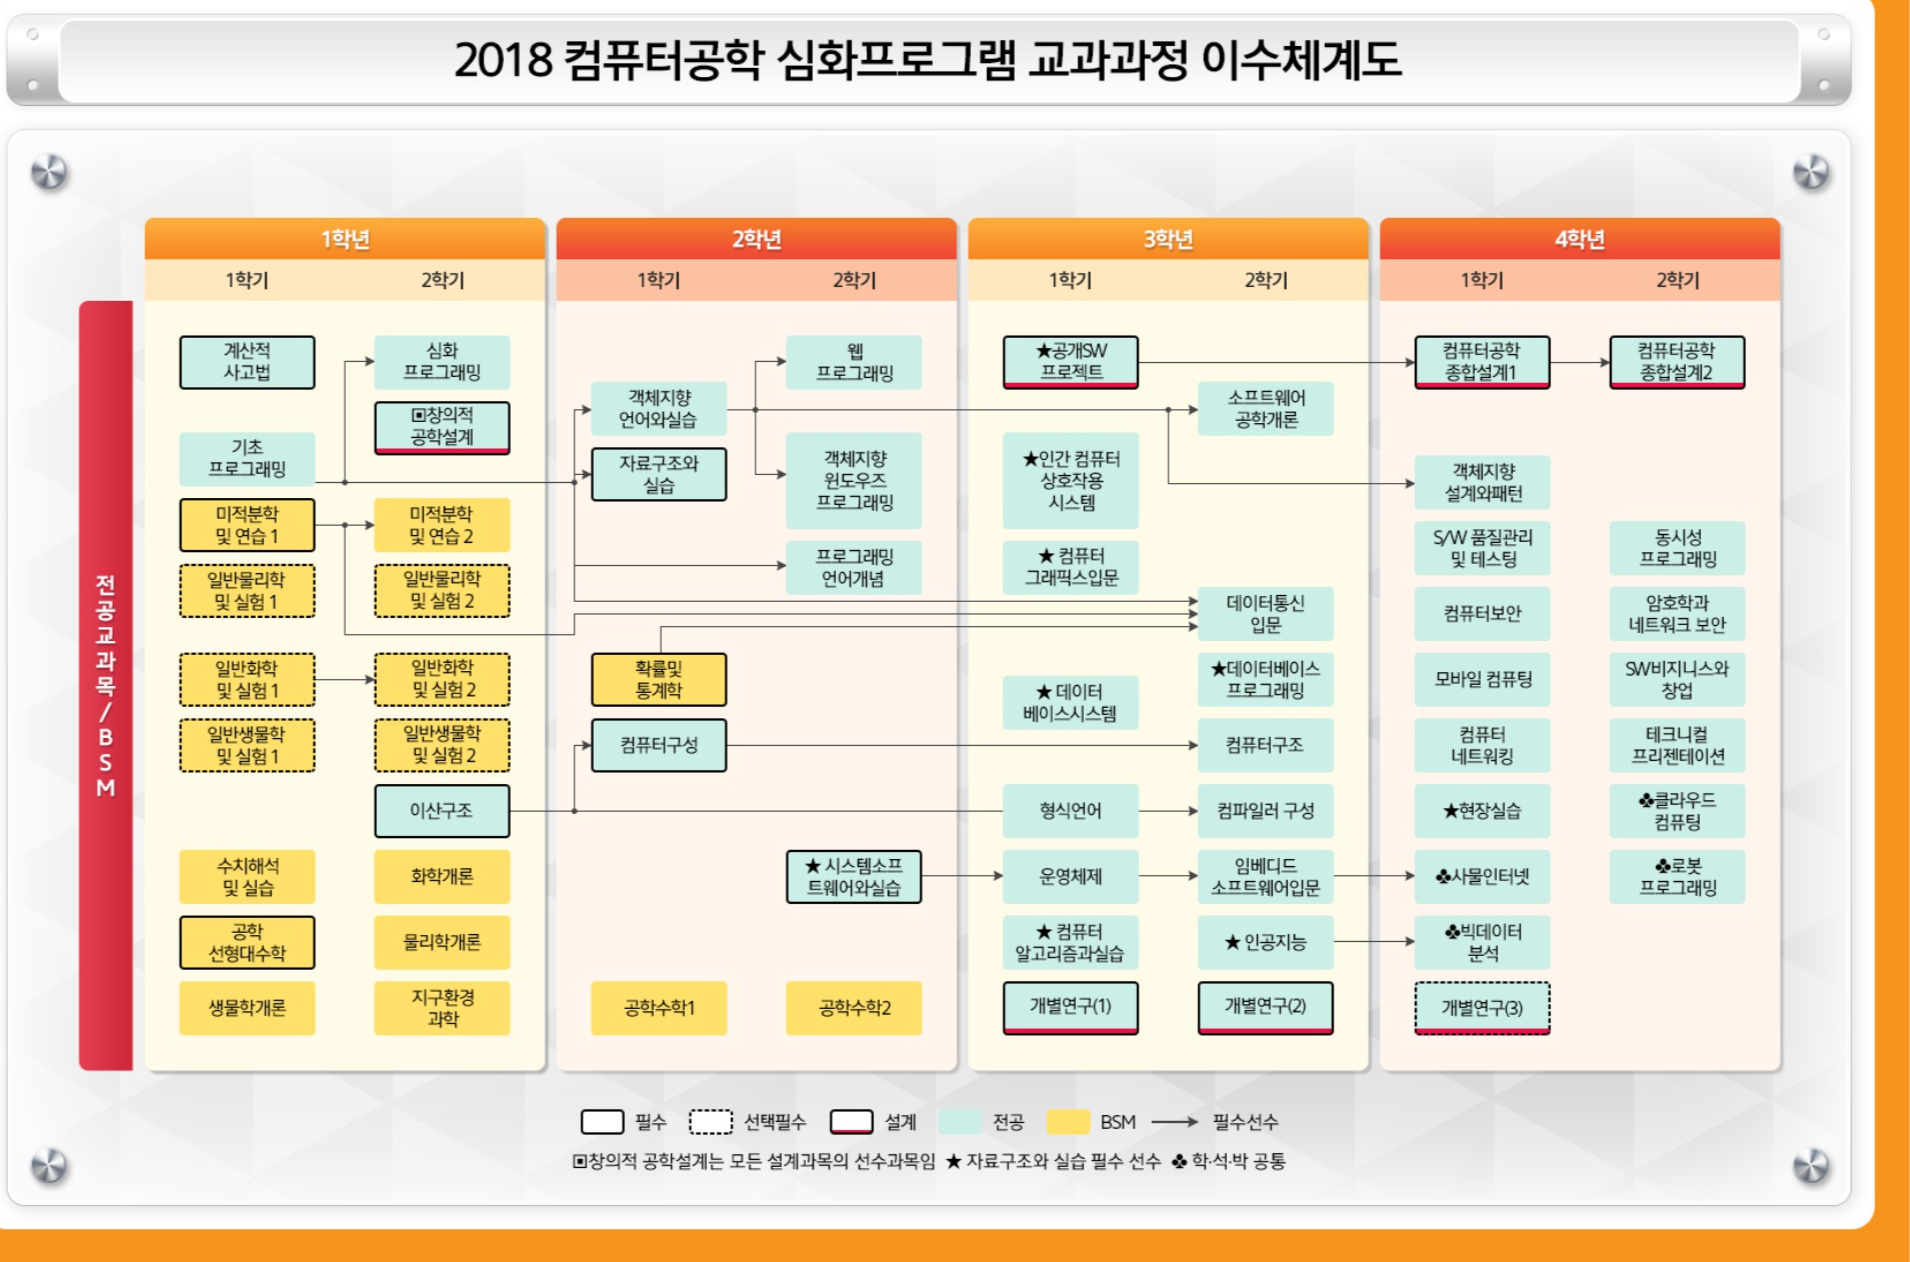 2018 컴퓨터공학 심화프로그램 교과과정 이수체계도
1학년
2학년
3학년
4학년
1학기
2학기
1학기
2학기
1학기
2학기
1학기
2학기
전공교과목/BSM
계산적
사고법
기초
프로그래밍
미적분학
및 연습 1
일반물리학
및 실험 1
일반화학
및 실험 1
일반생물학
및 실험 1
수치해석
및 실습
공학
선형대수학
생물학개론
심화
프로그래밍
▣창의적
공학설계
미적분학
및 연습 2
일반물리학
및 실험 2
일반화학
및 실험 2
일반생물학
및 실험 2
이산구조
화학개론
물리학개론
지구환경
과학
객체지향
언어와실습
자료구조와
실습
확률및
통계학
컴퓨터구성
공학수학1
웹
프로그래밍
객체지향
윈도우즈
프로그래밍
프로그래밍
언어개념
★시스템소프
트웨어와실습
공학수학2
★공개SW
프로젝트
★인간 컴퓨터
상호작용
시스템
★ 컴퓨터
그래픽스입문
★ 데이터
베이스시스템
형식언어
운영체제
★ 컴퓨터
알고리즘과실습
개별연구(1)
소프트웨어
공학개론
데이터통신
입문
★데이터베이스
프로그래밍
컴퓨터구조
컴파일러 구성
임베디드
소프트웨어입문
★ 인공지능
개별연구(2)
컴퓨터공학
종합설계1
객체지향
설계와패턴
S/W 품질관리
및 테스팅
컴퓨터보안
모바일 컴퓨팅
컴퓨터
네트워킹
★현장실습
♣사물인터넷
♣빅데이터
분석
개별연구(3)
컴퓨터공학
종합설계2
동시성
프로그래밍
암호학과
네트워크 보안
SW비지니스와
창업
테크니컬
프리젠테이션
♣클라우드
컴퓨팅
♣로봇
프로그래밍
필수 선택필수 설계 전공 BSM 필수선수
▣창의적 공학설계는 모든 설계과목의 선수과목임 ★ 자료구조와 실습 필수 선수 ♣ 학·석·박 공통